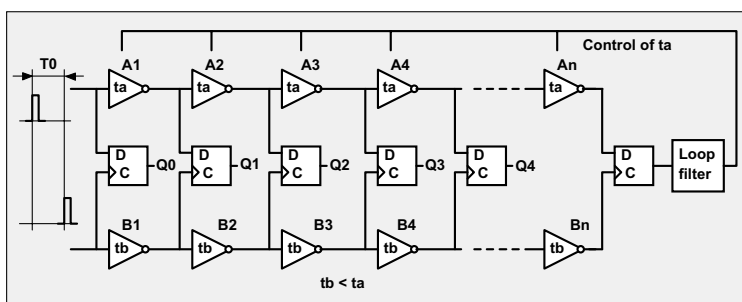 Control of ta
T0
A1 A2 A3 A4 An
ta ta ta ta ta
D D D D D D
Q0 Q1 Q2 Q3 Q4
C C C C C C
Loop
filter
B1 B2 B3 B4 Bn
tb tb tb tb tb
tb < ta